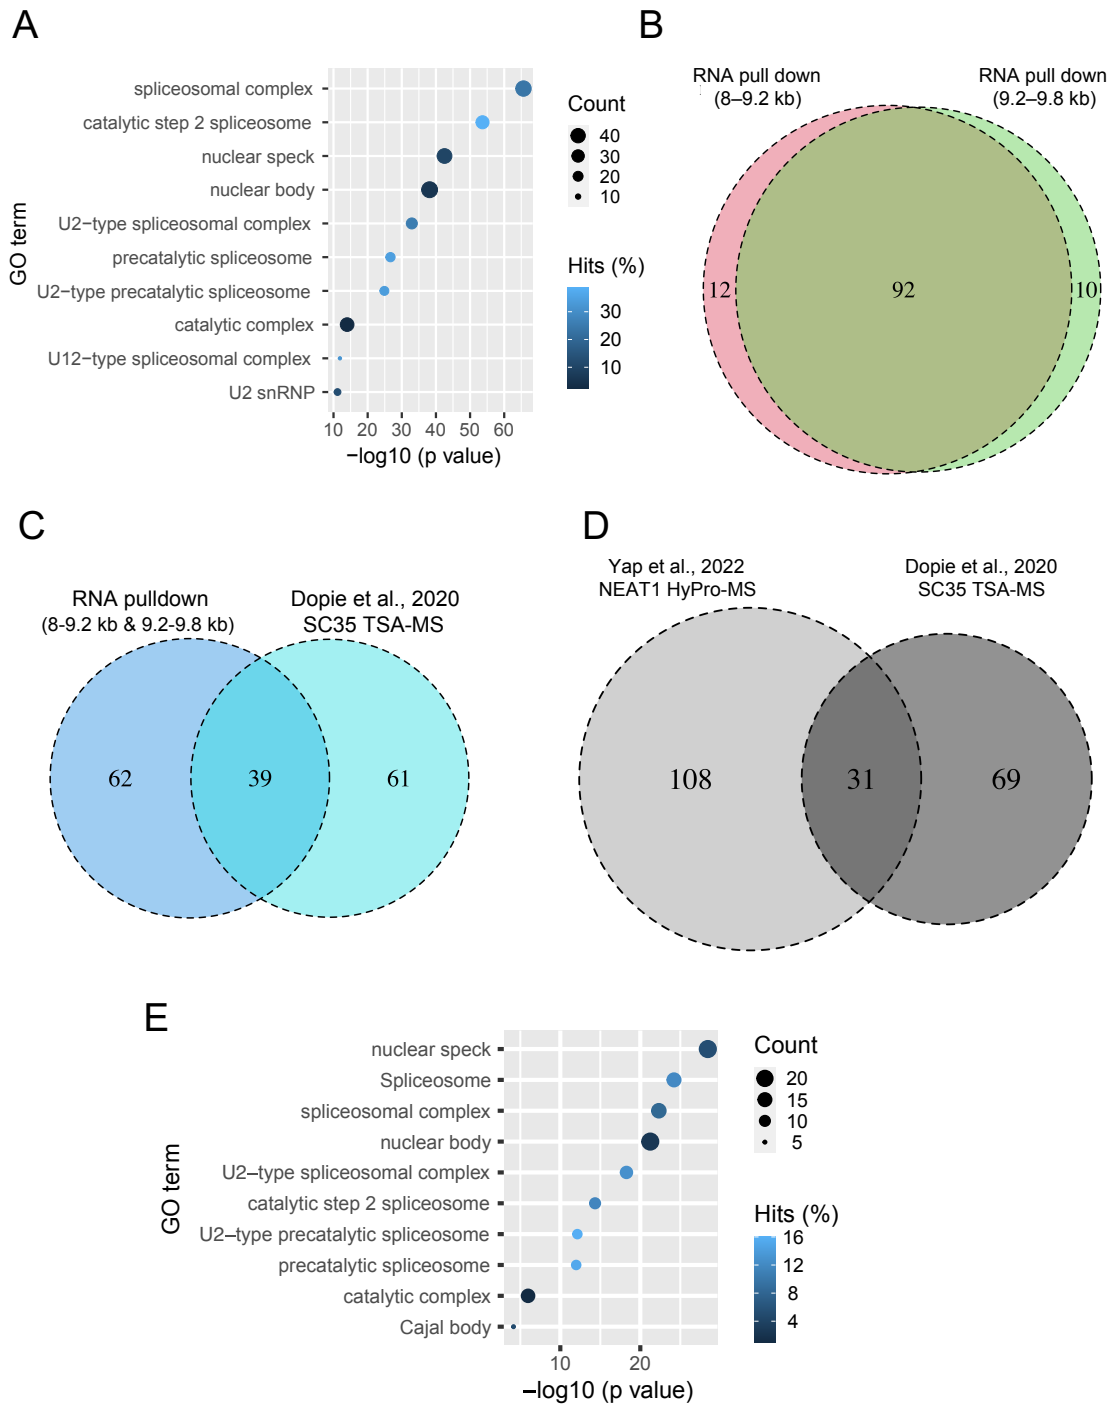 A
spliceosomal complex
catalytic step 2 spliceosome
nuclear speck
nuclear body
U2−type spliceosomal complex
precatalytic spliceosome
U2−type precatalytic spliceosome
catalytic complex
U12−type spliceosomal complex
U2 snRNP
GO term
10 20 30 40 50 60
−log10 (p value)
Count
40
30
20
10
Hits (%)
30
20
10
B
RNA pull down
(8–9.2 kb)
RNA pull down
(9.2–9.8 kb)
12
92
10
C
RNA pulldown
(8-9.2 kb & 9.2-9.8 kb)
Dopie et al., 2020
SC35 TSA-MS
62
39
61
D
Yap et al., 2022
NEAT1 HyPro-MS
Dopie et al., 2020
SC35 TSA-MS
108
31
69
E
nuclear speck
Spliceosome
spliceosomal complex
nuclear body
U2–type spliceosomal complex
catalytic step 2 spliceosome
U2–type precatalytic spliceosome
precatalytic spliceosome
catalytic complex
Cajal body
GO term
10 20
–log10 (p value)
Count
20
15
10
5
Hits (%)
16
12
8
4